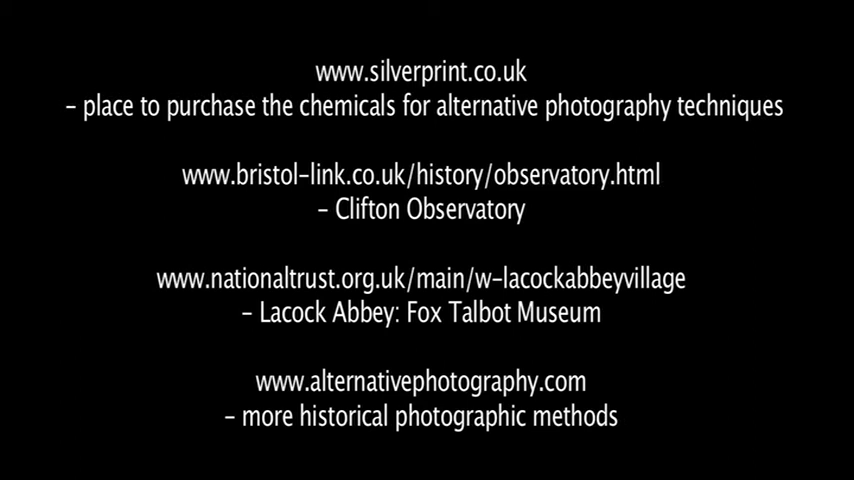 www.silverprint.co.uk
– place to purchase the chemicals for alternative photography techniques
www.bristol-link.co.uk/history/observatory.html
– Clifton Observatory
www.nationaltrust.org.uk/main/w-lacockabbeyvillage
– Lacock Abbey: Fox Talbot Museum
www.alternativephotography.com
– more historical photographic methods